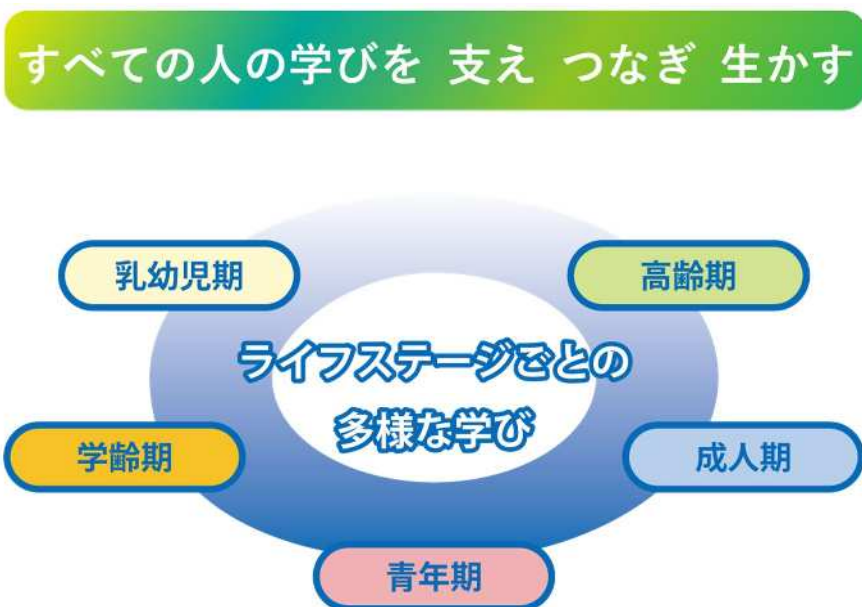 すべての人の学びを 支え つなぎ 生かす
乳幼児期
高齢期
ライフステージごとの
多様な学び
学齢期
成人期
青年期